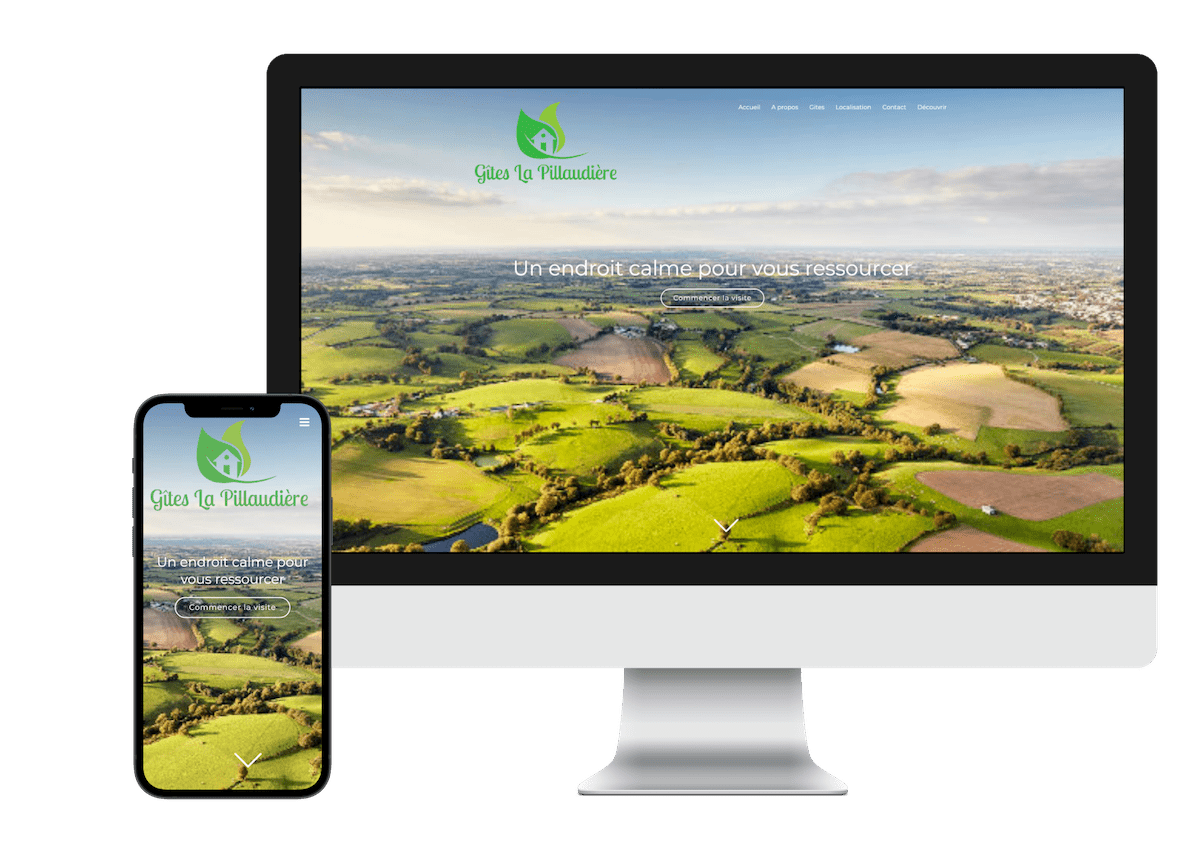 Accueil A propos Gîtes Localisation Contact Découvrir
Gîtes La Pillaudière
Un endroit calme pour vous ressourcer
Commencer la visite
Gîtes La Pillaudière
Un endroit calme pour
vous ressourcer
Commencer la visite